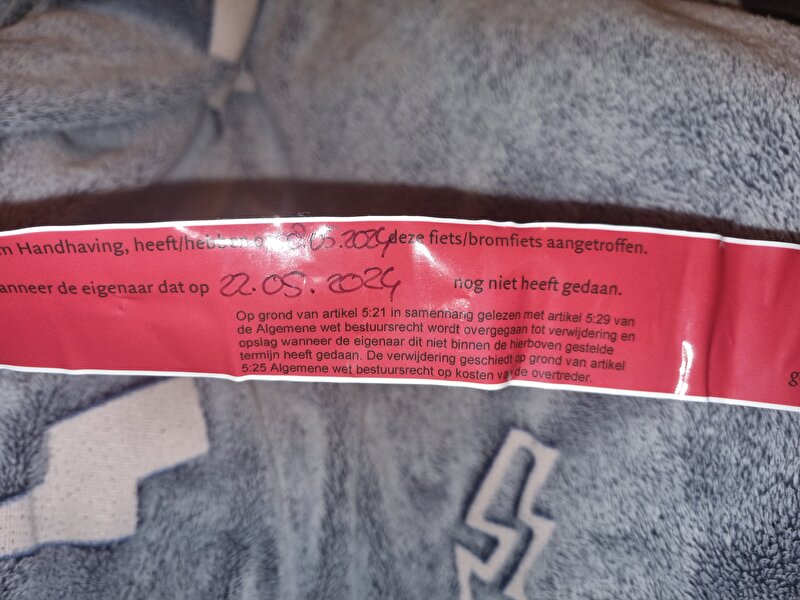 m Handhaving, heeft/hebben op .05.2024 deze fiets/bromfiets aangetroffen.
anneer de eigenaar dat op 22.05.2024 nog niet heeft gedaan.
Op grond van artikel 5:21 in samenhang gelezen met artikel 5:29 van
de Algemene wet bestuursrecht wordt overgegaan tot verwijdering en
opslag wanneer de eigenaar dit niet binnen de hierboven gestelde
termijn heeft gedaan. De verwijdering geschiedt op grond van artikel
5:25 Algemene wet bestuursrecht op kosten van de overtreder.
g